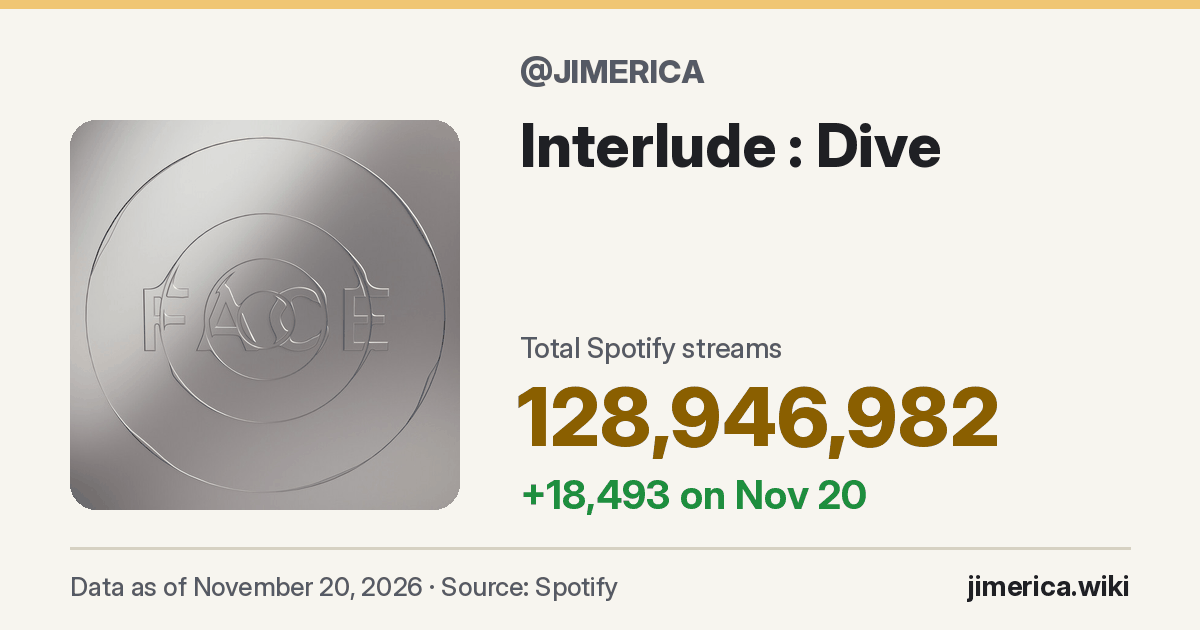 @JIMERICA
Interlude : Dive
FACE
Total Spotify streams
128,946,982
+18,493 on Nov 20
Data as of November 20, 2026 · Source: Spotify
jimerica.wiki